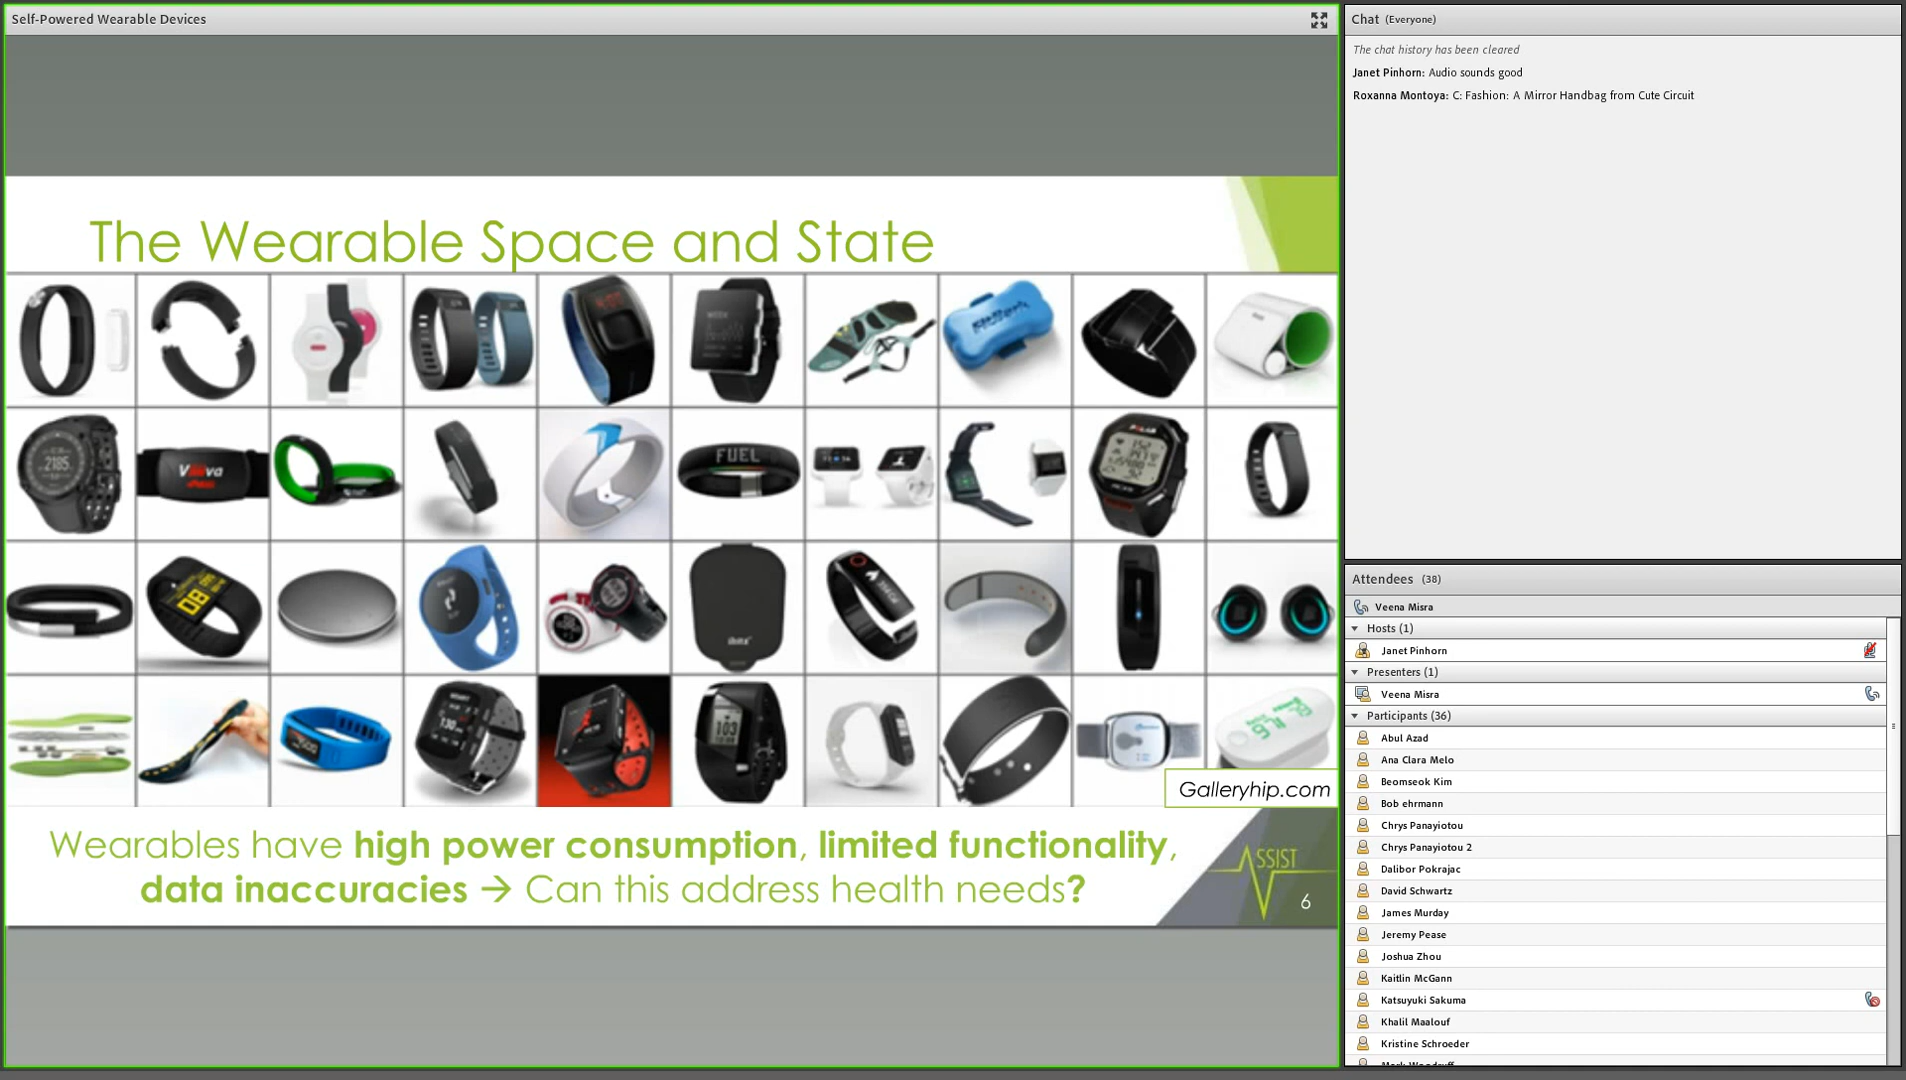 Self-Powered Wearable Devices
The Wearable Space and State
FUEL
POLAR
2185
103
Galleryhip.com
Wearables have high power consumption, limited functionality,
data inaccuracies → Can this address health needs?
ASSIST
6
Chat (Everyone)
The chat history has been cleared
Janet Pinhorn: Audio sounds good
Roxanna Montoya: C: Fashion: A Mirror Handbag from Cute Circuit
Attendees (38)
Veena Misra
Hosts (1)
Janet Pinhorn
Presenters (1)
Veena Misra
Participants (36)
Abul Azad
Ana Clara Melo
Beomseok Kim
Bob ehrmann
Chrys Panayiotou
Chrys Panayiotou 2
Dalibor Pokrajac
David Schwartz
James Murday
Jeremy Pease
Joshua Zhou
Kaitlin McGann
Katsuyuki Sakuma
Khalil Maalouf
Kristine Schroeder